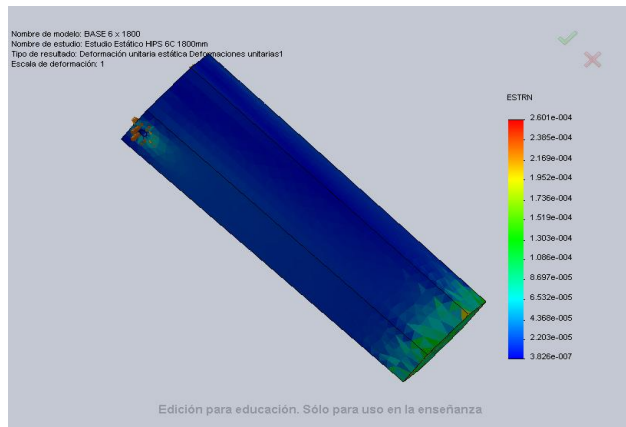 Nombre de modelo: BASE 6 x 1800
Nombre de estudio: Estudio Estático HIPS 6C 1800mm
Tipo de resultado: Deformación unitaria estática Deformaciones unitarias1
Escala de deformación: 1
ESTRN
2.601e-004
2.385e-004
2.169e-004
1.952e-004
1.736e-004
1.519e-004
1.303e-004
1.086e-004
8.697e-005
6.532e-005
4.368e-005
2.203e-005
3.826e-007
Edición para educación. Sólo para uso en la enseñanza